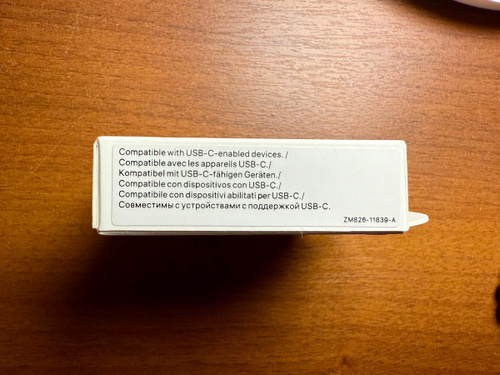 Compatible with USB-C-enabled devices./
Compatible avec les appareils USB-C./
Kompatibel mit USB-C-fähigen Geräten./
Compatible con dispositivos con USB-C./
Compatibile con dispositivi abilitati per USB-C./
Совместимы с устройствами с поддержкой USB-C.
ZM826-11839-A